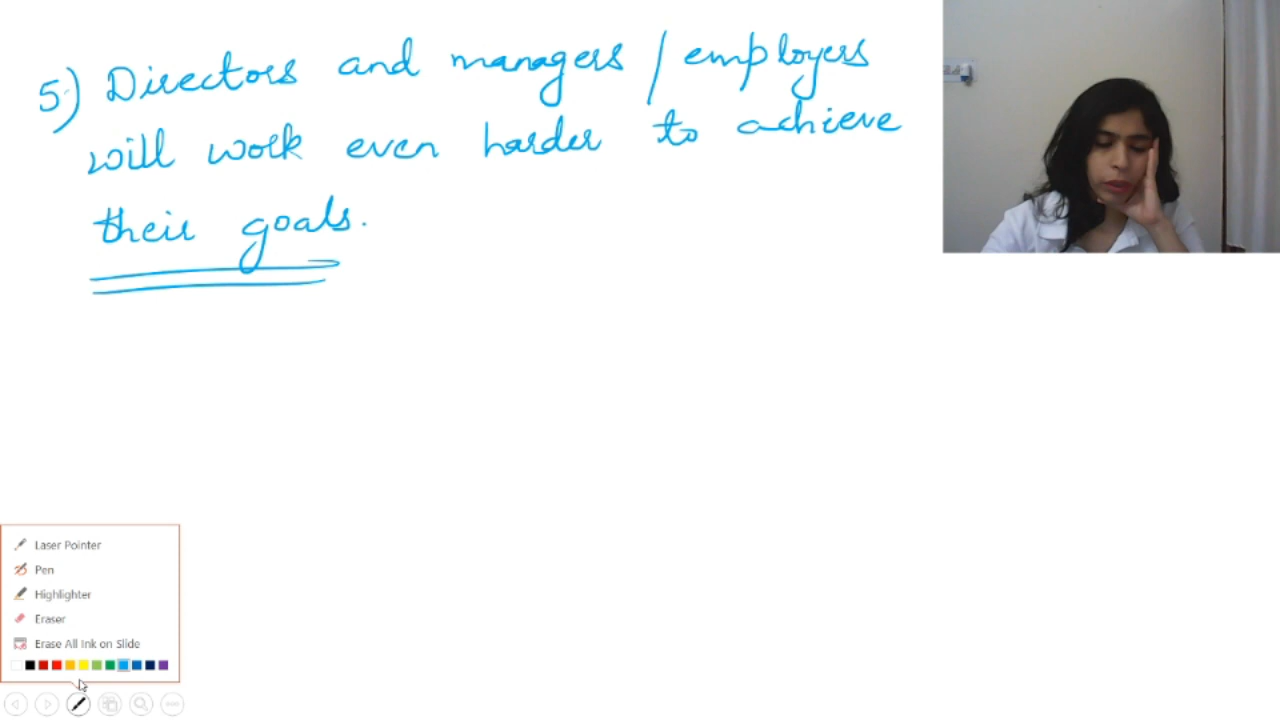 5) Directors and managers / employers
will work even harder to achieve
their goals.
Laser Pointer
Pen
Highlighter
Eraser
Erase All Ink on Slide